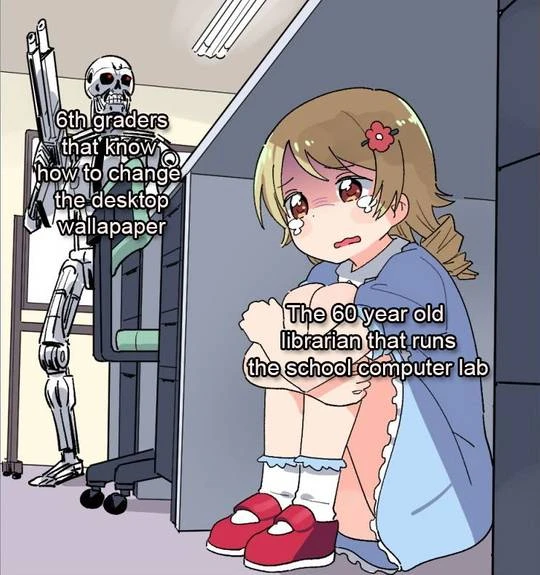 6th graders
that know
how to change
the desktop
wallapaper
The 60 year old
librarian that runs
the school computer lab